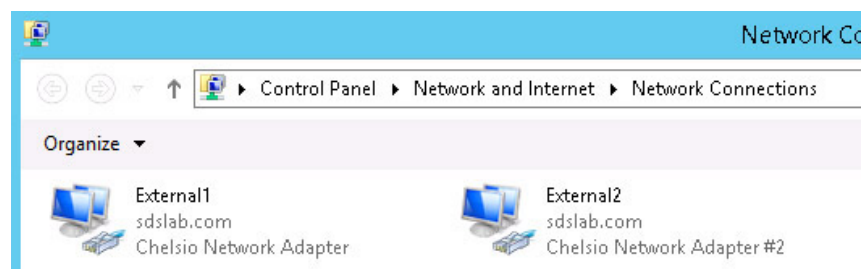 Network Co
Control Panel Network and Internet Network Connections
Organize
External1
sdslab.com
Chelsio Network Adapter
External2
sdslab.com
Chelsio Network Adapter #2